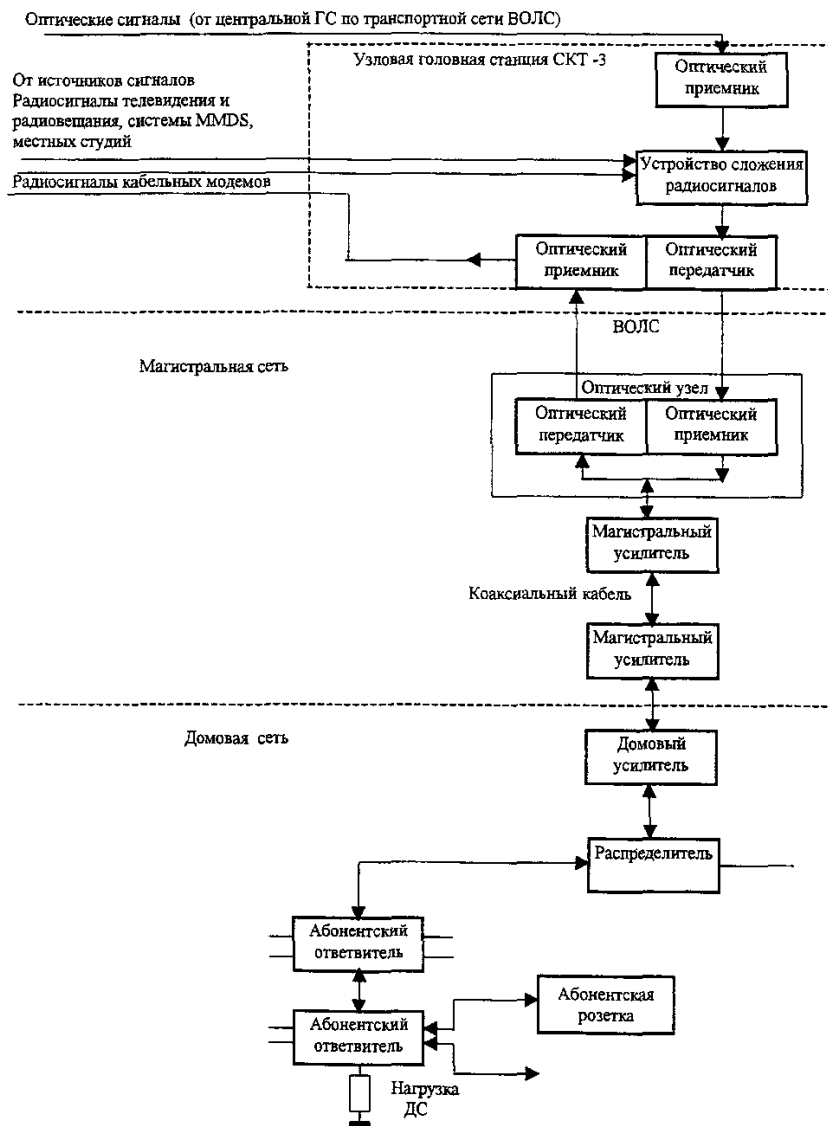 Оптические сигналы (от центральной ГС по транспортной сети ВОЛС)
Узловая головная станция СКТ -3
Оптический
приемник
От источников сигналов
Радиосигналы телевидения и
радиовещания, системы MMDS,
местных студий
Устройство сложения
радиосигналов
Радиосигналы кабельных модемов
Оптический
приемник
Оптический
передатчик
ВОЛС
Магистральная сеть
Оптический узел
Оптический
передатчик
Оптический
приемник
Магистральный
усилитель
Коаксиальный кабель
Магистральный
усилитель
Домовая сеть
Домовый
усилитель
Распределитель
Абонентский
ответвитель
Абонентская
розетка
Абонентский
ответвитель
Нагрузка
ДС